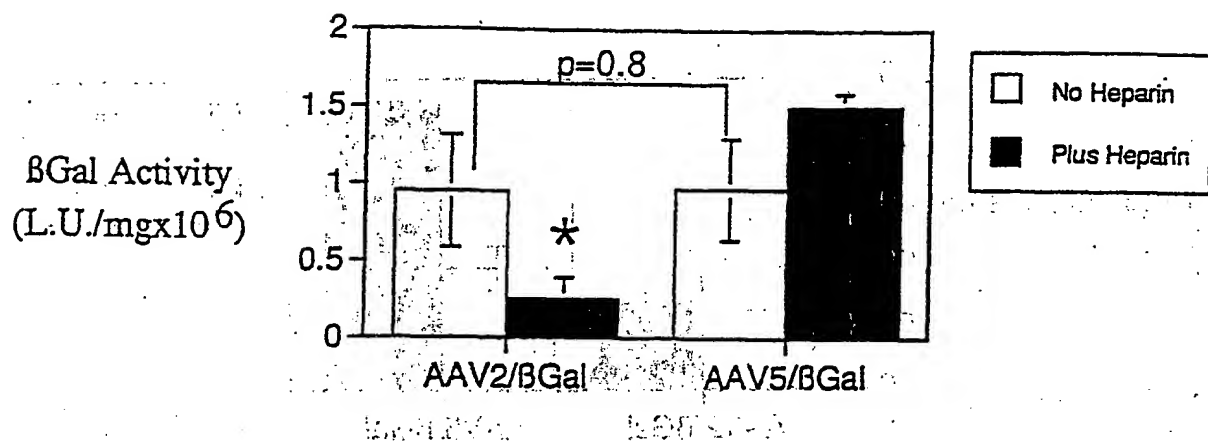 2
p=0.8
1.5
1
0.5
0
*
βGal Activity
(L.U./mgx10⁶)
No Heparin
Plus Heparin
AAV2/βGal
AAV5/βGal